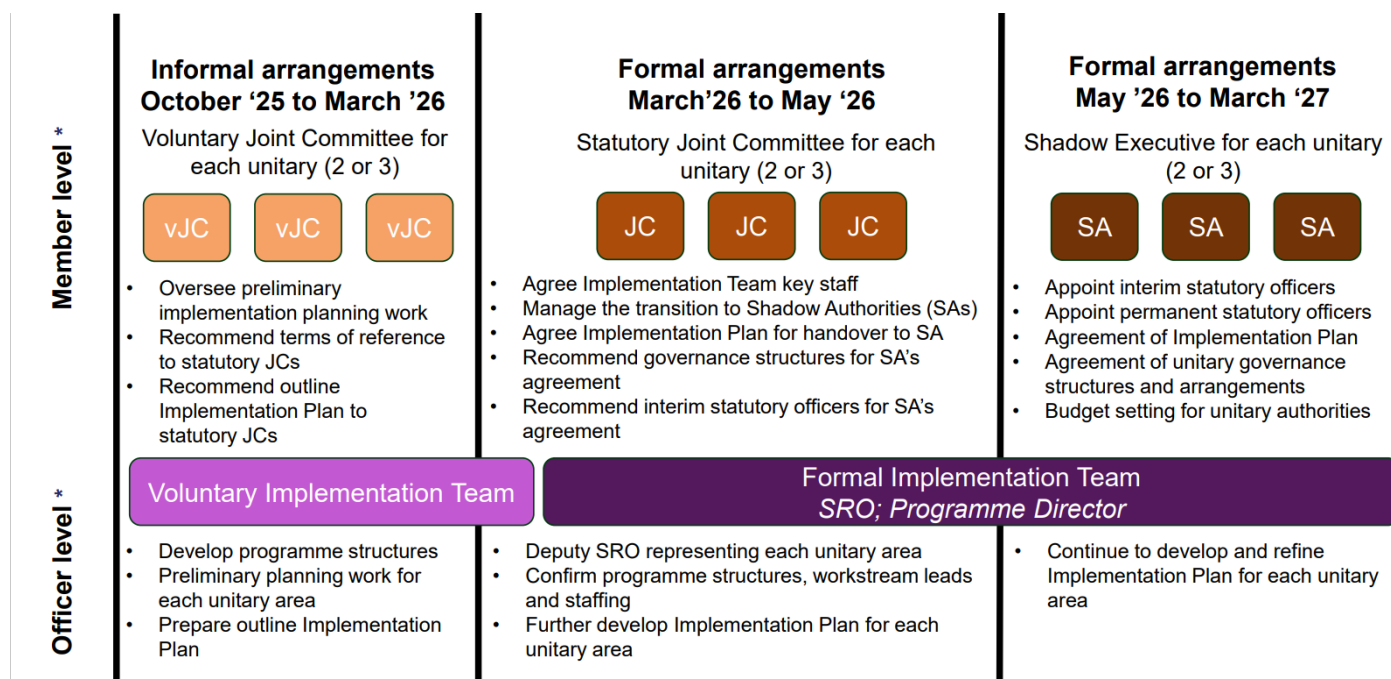 Member level *
Informal arrangements
October ‘25 to March ’26
Voluntary Joint Committee for
each unitary (2 or 3)
vJC
vJC
vJC
• Oversee preliminary
implementation planning work
• Recommend terms of reference
to statutory JCs
• Recommend outline
Implementation Plan to
statutory JCs
Formal arrangements
March’26 to May ‘26
Statutory Joint Committee for each
unitary (2 or 3)
JC
JC
JC
• Agree Implementation Team key staff
• Manage the transition to Shadow Authorities (SAs)
• Agree Implementation Plan for handover to SA
• Recommend governance structures for SA’s
agreement
• Recommend interim statutory officers for SA’s
agreement
Formal arrangements
May ’26 to March ‘27
Shadow Executive for each unitary
(2 or 3)
SA
SA
SA
• Appoint interim statutory officers
• Appoint permanent statutory officers
• Agreement of Implementation Plan
• Agreement of unitary governance
structures and arrangements
• Budget setting for unitary authorities
Officer level *
Voluntary Implementation Team
Formal Implementation Team
SRO; Programme Director
• Develop programme structures
• Preliminary planning work for
each unitary area
• Prepare outline Implementation
Plan
• Deputy SRO representing each unitary area
• Confirm programme structures, workstream leads
and staffing
• Further develop Implementation Plan for each
unitary area
• Continue to develop and refine
Implementation Plan for each unitary
area